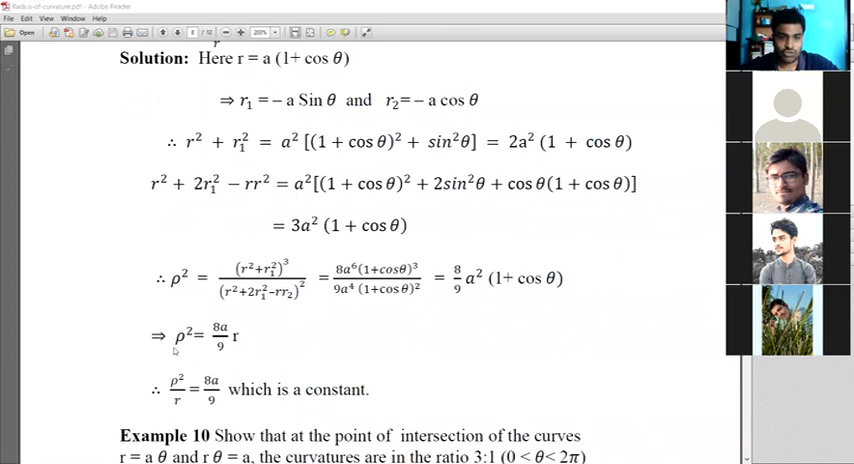 Radius-of-curvature.pdf - Adobe Reader
File Edit View Window Help
Open 8 / 12 203%
Solution: Here r = a (1+ cos θ)
⇒ r₁ = – a Sin θ and r₂= – a cos θ
∴ r² + r₁² = a² [(1 + cos θ)² + sin²θ] = 2a² (1 + cos θ)
r² + 2r₁² − rr² = a²[(1 + cos θ)² + 2sin²θ + cos θ(1 + cos θ)]
= 3a² (1 + cos θ)
∴ ρ² = (r²+r₁²)³ / (r²+2r₁²−rr₂)² = 8a⁶(1+cosθ)³ / 9a⁴ (1+cosθ)² = 8/9 a² (1+ cos θ)
⇒ ρ²= 8a/9 r
∴ ρ²/r = 8a/9 which is a constant.
Example 10 Show that at the point of intersection of the curves
r = a θ and r θ = a, the curvatures are in the ratio 3:1 (0 < θ< 2π)